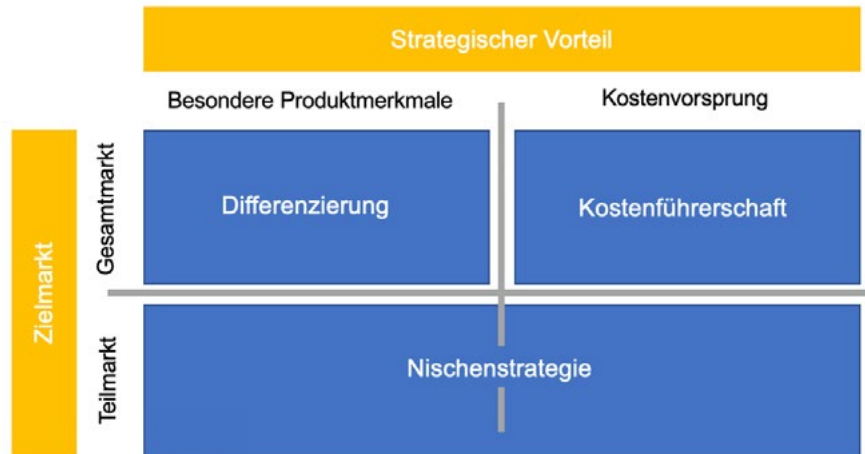 Strategischer Vorteil
Besondere Produktmerkmale
Kostenvorsprung
Zielmarkt
Gesamtmarkt
Differenzierung
Kostenführerschaft
Teilmarkt
Nischenstrategie